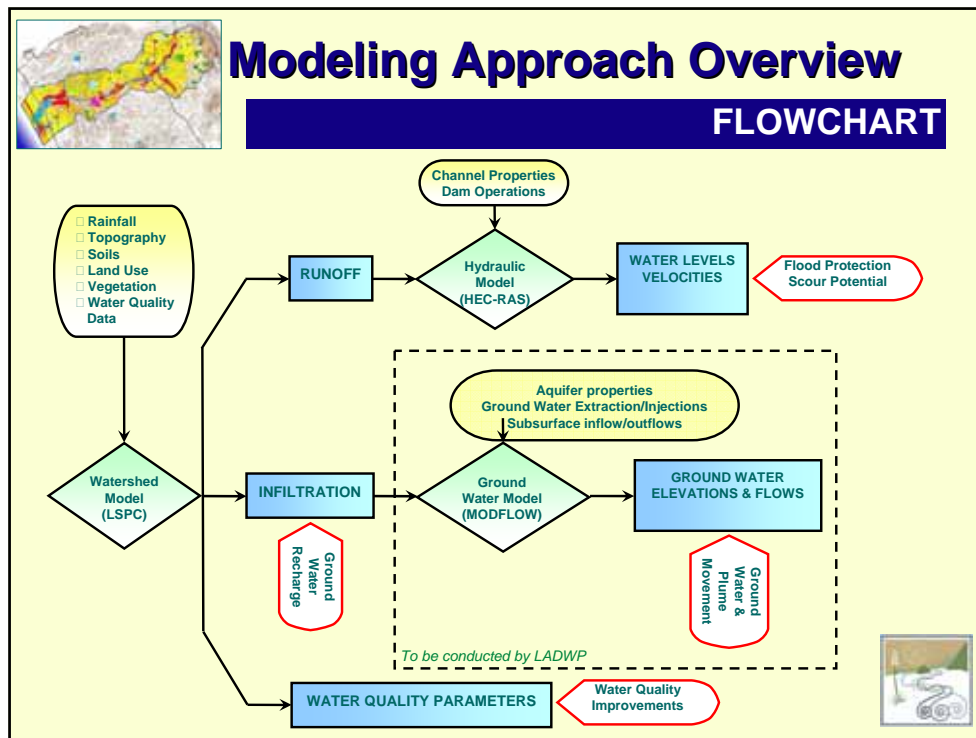 Modeling Approach Overview
FLOWCHART
Channel Properties
Dam Operations
Rainfall
Topography
Soils
Land Use
Vegetation
Water Quality
Data
RUNOFF
Hydraulic
Model
(HEC-RAS)
WATER LEVELS
VELOCITIES
Flood Protection
Scour Potential
Aquifer properties
Ground Water Extraction/Injections
Subsurface inflow/outflows
Watershed
Model
(LSPC)
INFILTRATION
Ground
Water Model
(MODFLOW)
GROUND WATER
ELEVATIONS & FLOWS
Ground
Water
Recharge
Ground
Water &
Plume
Movement
To be conducted by LADWP
WATER QUALITY PARAMETERS
Water Quality
Improvements